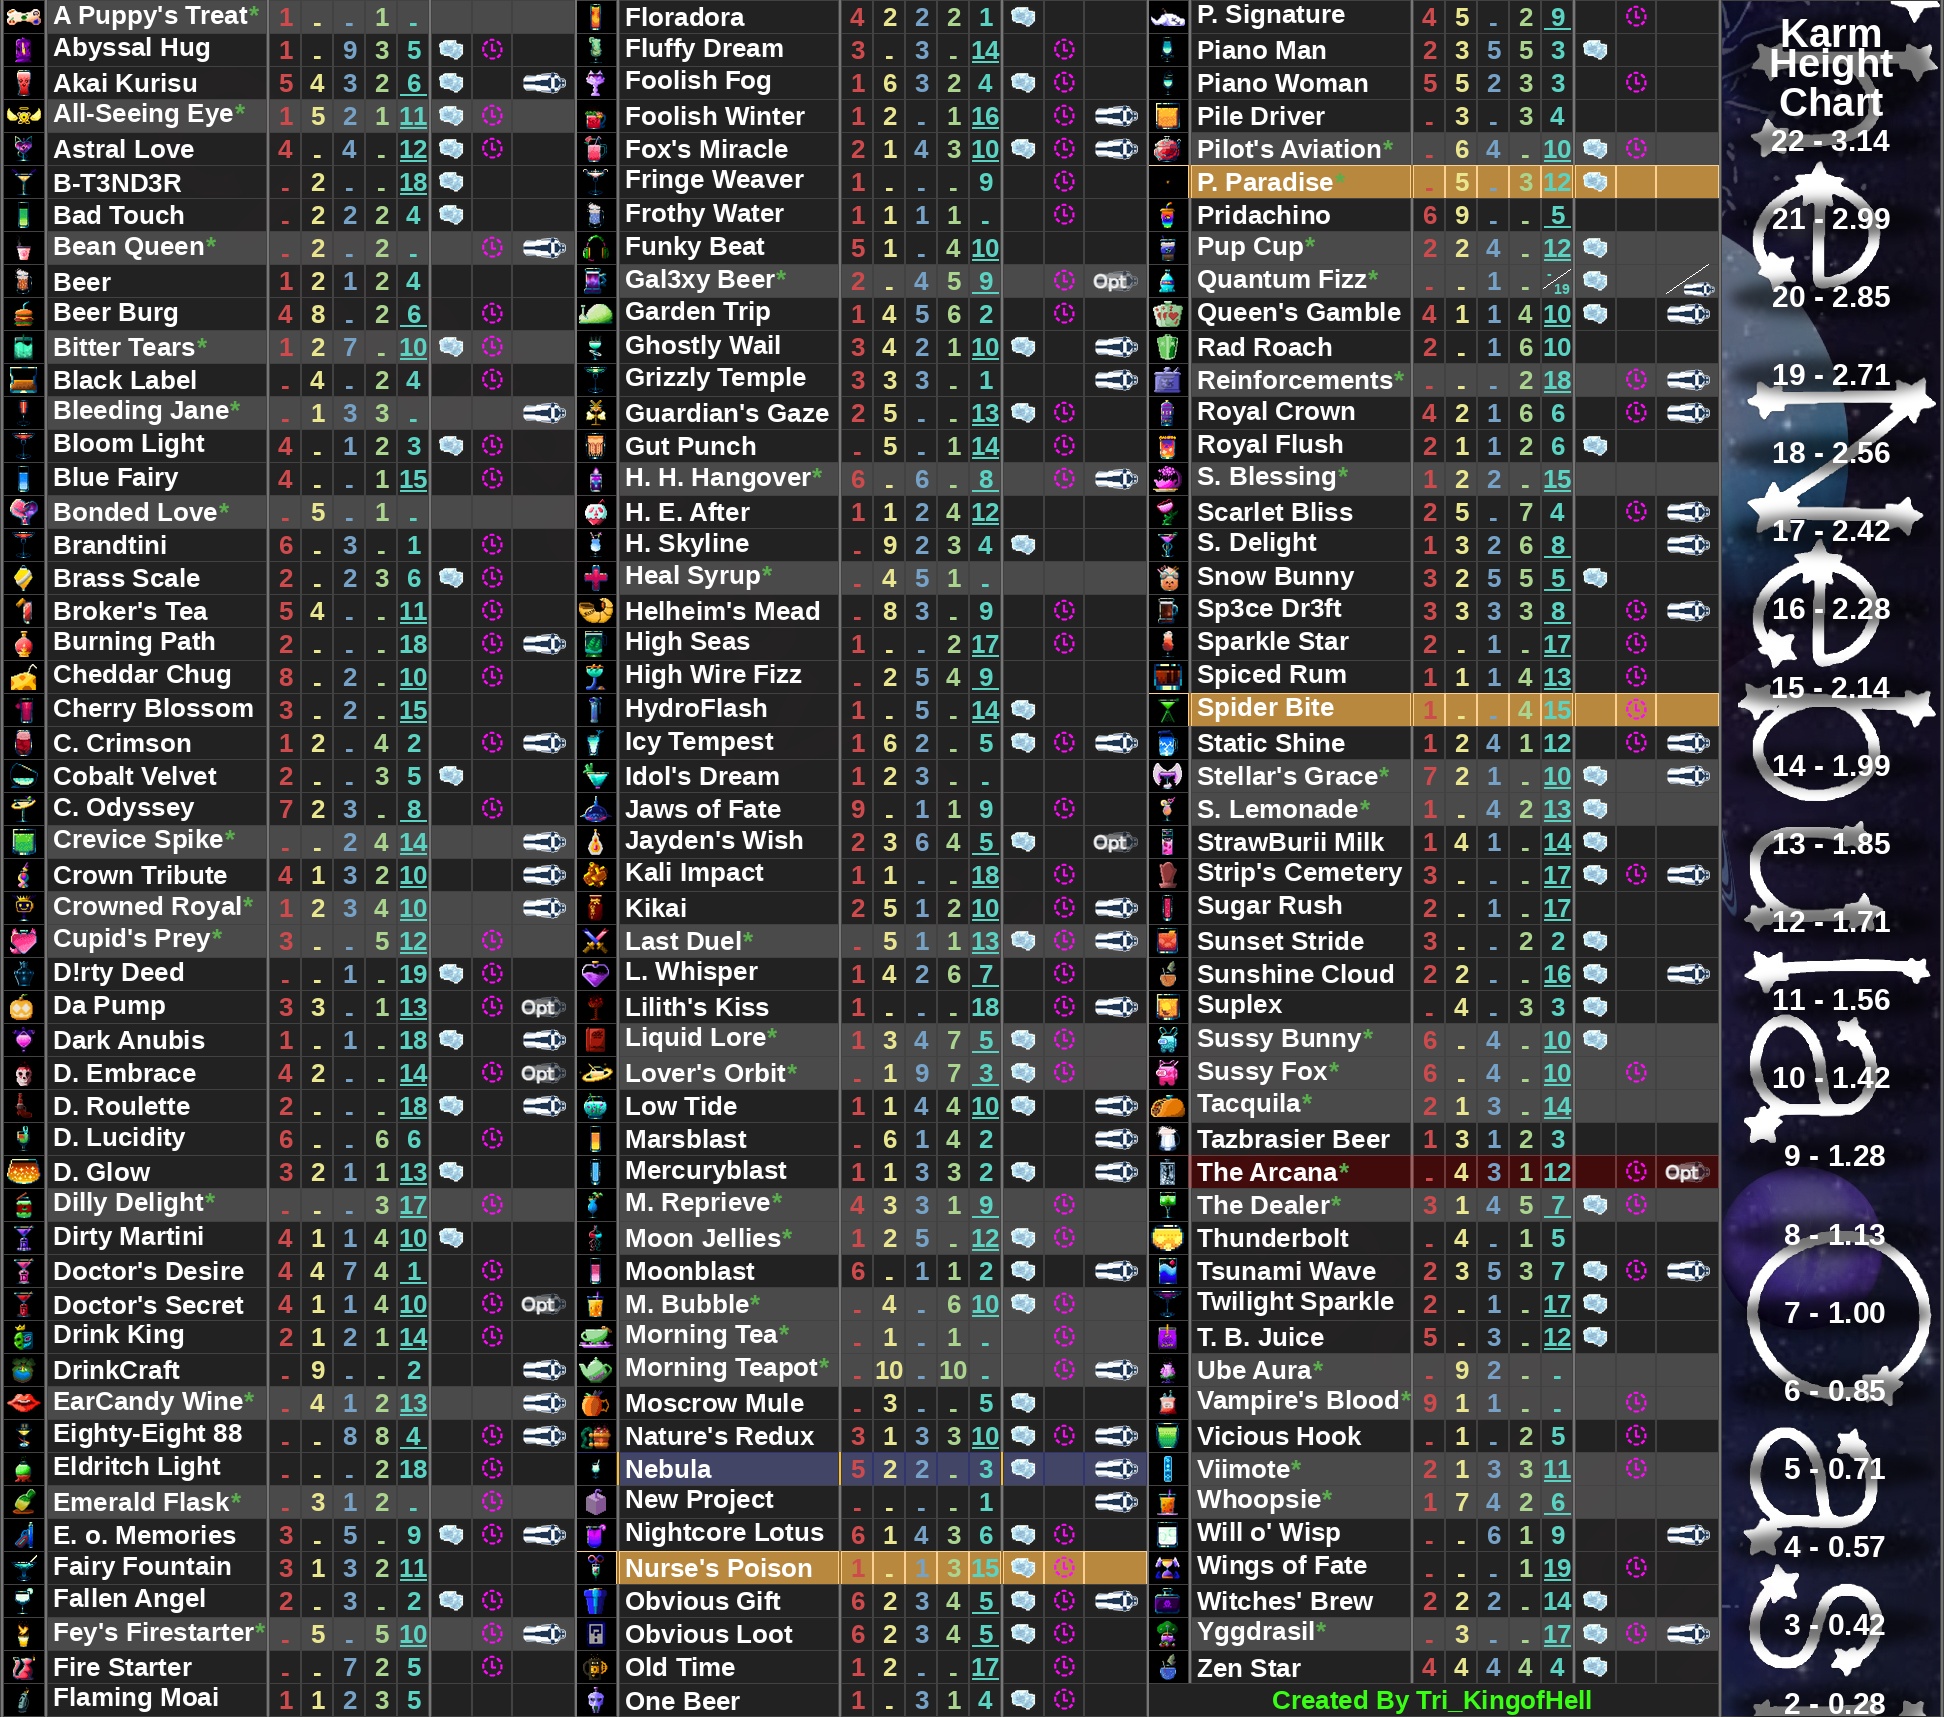 A Puppy's Treat* 1 - - 1 -
Abyssal Hug 1 - 9 3 5
Akai Kurisu 5 4 3 2 6
All-Seeing Eye* 1 5 2 1 11
Astral Love 4 - 4 - 12
B-T3ND3R - 2 - - 18
Bad Touch - 2 2 2 4
Bean Queen* - 2 - 2 -
Beer 1 2 1 2 4
Beer Burg 4 8 - 2 6
Bitter Tears* 1 2 7 - 10
Black Label - 4 - 2 4
Bleeding Jane* - 1 3 3 -
Bloom Light 4 - 1 2 3
Blue Fairy 4 - - 1 15
Bonded Love* - 5 - 1 -
Brandtini 6 - 3 - 1
Brass Scale 2 - 2 3 6
Broker's Tea 5 4 - - 11
Burning Path 2 - - - 18
Cheddar Chug 8 - 2 - 10
Cherry Blossom 3 - 2 - 15
C. Crimson 1 2 - 4 2
Cobalt Velvet 2 - - 3 5
C. Odyssey 7 2 3 - 8
Crevice Spike* - - 2 4 14
Crown Tribute 4 1 3 2 10
Crowned Royal* 1 2 3 4 10
Cupid's Prey* 3 - - 5 12
D!rty Deed - - 1 - 19
Da Pump 3 3 - 1 13 Opt
Dark Anubis 1 - 1 - 18
D. Embrace 4 2 - - 14 Opt
D. Roulette 2 - - - 18
D. Lucidity 6 - - 6 6
D. Glow 3 2 1 1 13
Dilly Delight* - - - 3 17
Dirty Martini 4 1 1 4 10
Doctor's Desire 4 4 7 4 1
Doctor's Secret 4 1 1 4 10 Opt
Drink King 2 1 2 1 14
DrinkCraft - 9 - - 2
EarCandy Wine* - 4 1 2 13
Eighty-Eight 88 - - 8 8 4
Eldritch Light - - - 2 18
Emerald Flask* - 3 1 2 -
E. o. Memories 3 - 5 - 9
Fairy Fountain 3 1 3 2 11
Fallen Angel 2 - 3 - 2
Fey's Firestarter* - 5 - 5 10
Fire Starter - - 7 2 5
Flaming Moai 1 1 2 3 5
Floradora 4 2 2 2 1
Fluffy Dream 3 - 3 - 14
Foolish Fog 1 6 3 2 4
Foolish Winter 1 2 - 1 16
Fox's Miracle 2 1 4 3 10
Fringe Weaver 1 - - - 9
Frothy Water 1 1 1 1 -
Funky Beat 5 1 - 4 10
Gal3xy Beer* 2 - 4 5 9 Opt
Garden Trip 1 4 5 6 2
Ghostly Wail 3 4 2 1 10
Grizzly Temple 3 3 3 - 1
Guardian's Gaze 2 5 - - 13
Gut Punch - 5 - 1 14
H. H. Hangover* 6 - 6 - 8
H. E. After 1 1 2 4 12
H. Skyline - 9 2 3 4
Heal Syrup* - 4 5 1 -
Helheim's Mead - 8 3 - 9
High Seas 1 - - 2 17
High Wire Fizz - 2 5 4 9
HydroFlash 1 - 5 - 14
Icy Tempest 1 6 2 - 5
Idol's Dream 1 2 3 - -
Jaws of Fate 9 - 1 1 9
Jayden's Wish 2 3 6 4 5 Opt
Kali Impact 1 1 - - 18
Kikai 2 5 1 2 10
Last Duel* - 5 1 1 13
L. Whisper 1 4 2 6 7
Lilith's Kiss 1 - - - 18
Liquid Lore* 1 3 4 7 5
Lover's Orbit* - 1 9 7 3
Low Tide 1 1 4 4 10
Marsblast - 6 1 4 2
Mercuryblast 1 1 3 3 2
M. Reprieve* 4 3 3 1 9
Moon Jellies* 1 2 5 - 12
Moonblast 6 - 1 1 2
M. Bubble* - 4 - 6 10
Morning Tea* - 1 - 1 -
Morning Teapot* - 10 - 10 -
Moscrow Mule - 3 - - 5
Nature's Redux 3 1 3 3 10
Nebula 5 2 2 - 3
New Project - - - - 1
Nightcore Lotus 6 1 4 3 6
Nurse's Poison 1 - 1 3 15
Obvious Gift 6 2 3 4 5
Obvious Loot 6 2 3 4 5
Old Time 1 2 - - 17
One Beer 1 - 3 1 4
P. Signature 4 5 - 2 9
Piano Man 2 3 5 5 3
Piano Woman 5 5 2 3 3
Pile Driver - 3 - 3 4
Pilot's Aviation* - 6 4 - 10
P. Paradise* - 5 - 3 12
Pridachino 6 9 - - 5
Pup Cup* 2 2 4 - 12
Quantum Fizz* - - 1 - -/19
Queen's Gamble 4 1 1 4 10
Rad Roach 2 - 1 6 10
Reinforcements* - - - 2 18
Royal Crown 4 2 1 6 6
Royal Flush 2 1 1 2 6
S. Blessing* 1 2 2 - 15
Scarlet Bliss 2 5 - 7 4
S. Delight 1 3 2 6 8
Snow Bunny 3 2 5 5 5
Sp3ce Dr3ft 3 3 3 3 8
Sparkle Star 2 - 1 - 17
Spiced Rum 1 1 1 4 13
Spider Bite 1 - - 4 15
Static Shine 1 2 4 1 12
Stellar's Grace* 7 2 1 - 10
S. Lemonade* 1 - 4 2 13
StrawBurii Milk 1 4 1 - 14
Strip's Cemetery 3 - - - 17
Sugar Rush 2 - 1 - 17
Sunset Stride 3 - - 2 2
Sunshine Cloud 2 2 - - 16
Suplex - 4 - 3 3
Sussy Bunny* 6 - 4 - 10
Sussy Fox* 6 - 4 - 10
Tacquila* 2 1 3 - 14
Tazbrasier Beer 1 3 1 2 3
The Arcana* - 4 3 1 12 Opt
The Dealer* 3 1 4 5 7
Thunderbolt - 4 - 1 5
Tsunami Wave 2 3 5 3 7
Twilight Sparkle 2 - 1 - 17
T. B. Juice 5 - 3 - 12
Ube Aura* - 9 2 - -
Vampire's Blood* 9 1 1 - -
Vicious Hook - 1 - 2 5
Viimote* 2 1 3 3 11
Whoopsie* 1 7 4 2 6
Will o' Wisp - - 6 1 9
Wings of Fate - - - 1 19
Witches' Brew 2 2 2 - 14
Yggdrasil* - 3 - - 17
Zen Star 4 4 4 4 4
Created By Tri_KingofHell
Karm
Height
Chart
22 - 3.14
21 - 2.99
20 - 2.85
19 - 2.71
18 - 2.56
17 - 2.42
16 - 2.28
15 - 2.14
14 - 1.99
13 - 1.85
12 - 1.71
11 - 1.56
10 - 1.42
9 - 1.28
8 - 1.13
7 - 1.00
6 - 0.85
5 - 0.71
4 - 0.57
3 - 0.42
2 - 0.28